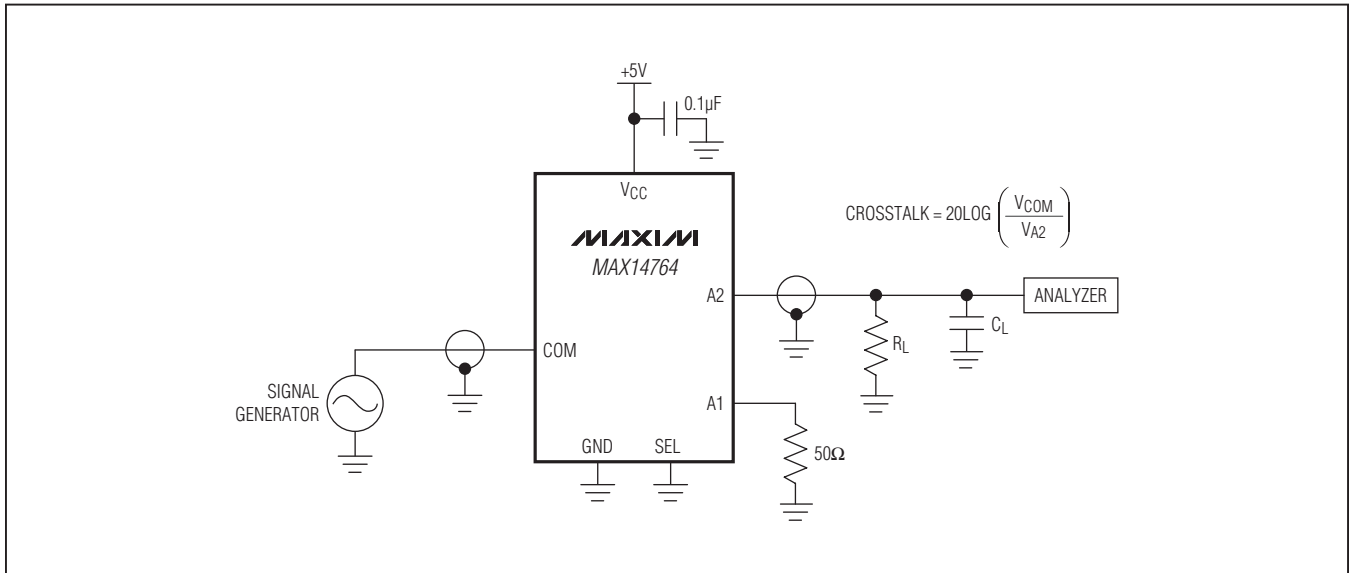 +5V
0.1µF
VCC
CROSSTALK = 20LOG (VCOM / VA2)
MAXIM
MAX14764
A2
ANALYZER
RL
CL
COM
SIGNAL
GENERATOR
A1
50Ω
GND SEL